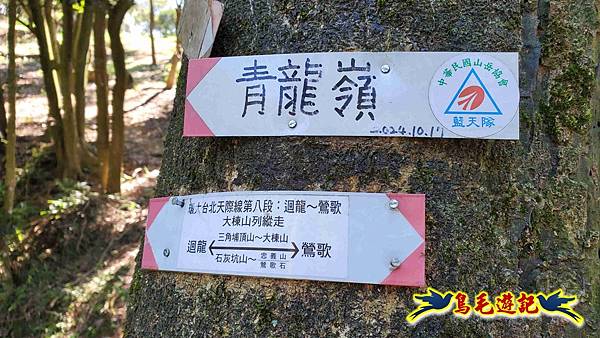 青龍嶺
中華民國山岳協會
藍天隊
2024.10.17
大台北天際線第八段：迴龍～鶯歌
大棟山列縱走
三角埔頂山～大棟山
迴龍 鶯歌
石灰坑山～忠義山
鶯歌石
鳥毛遊記